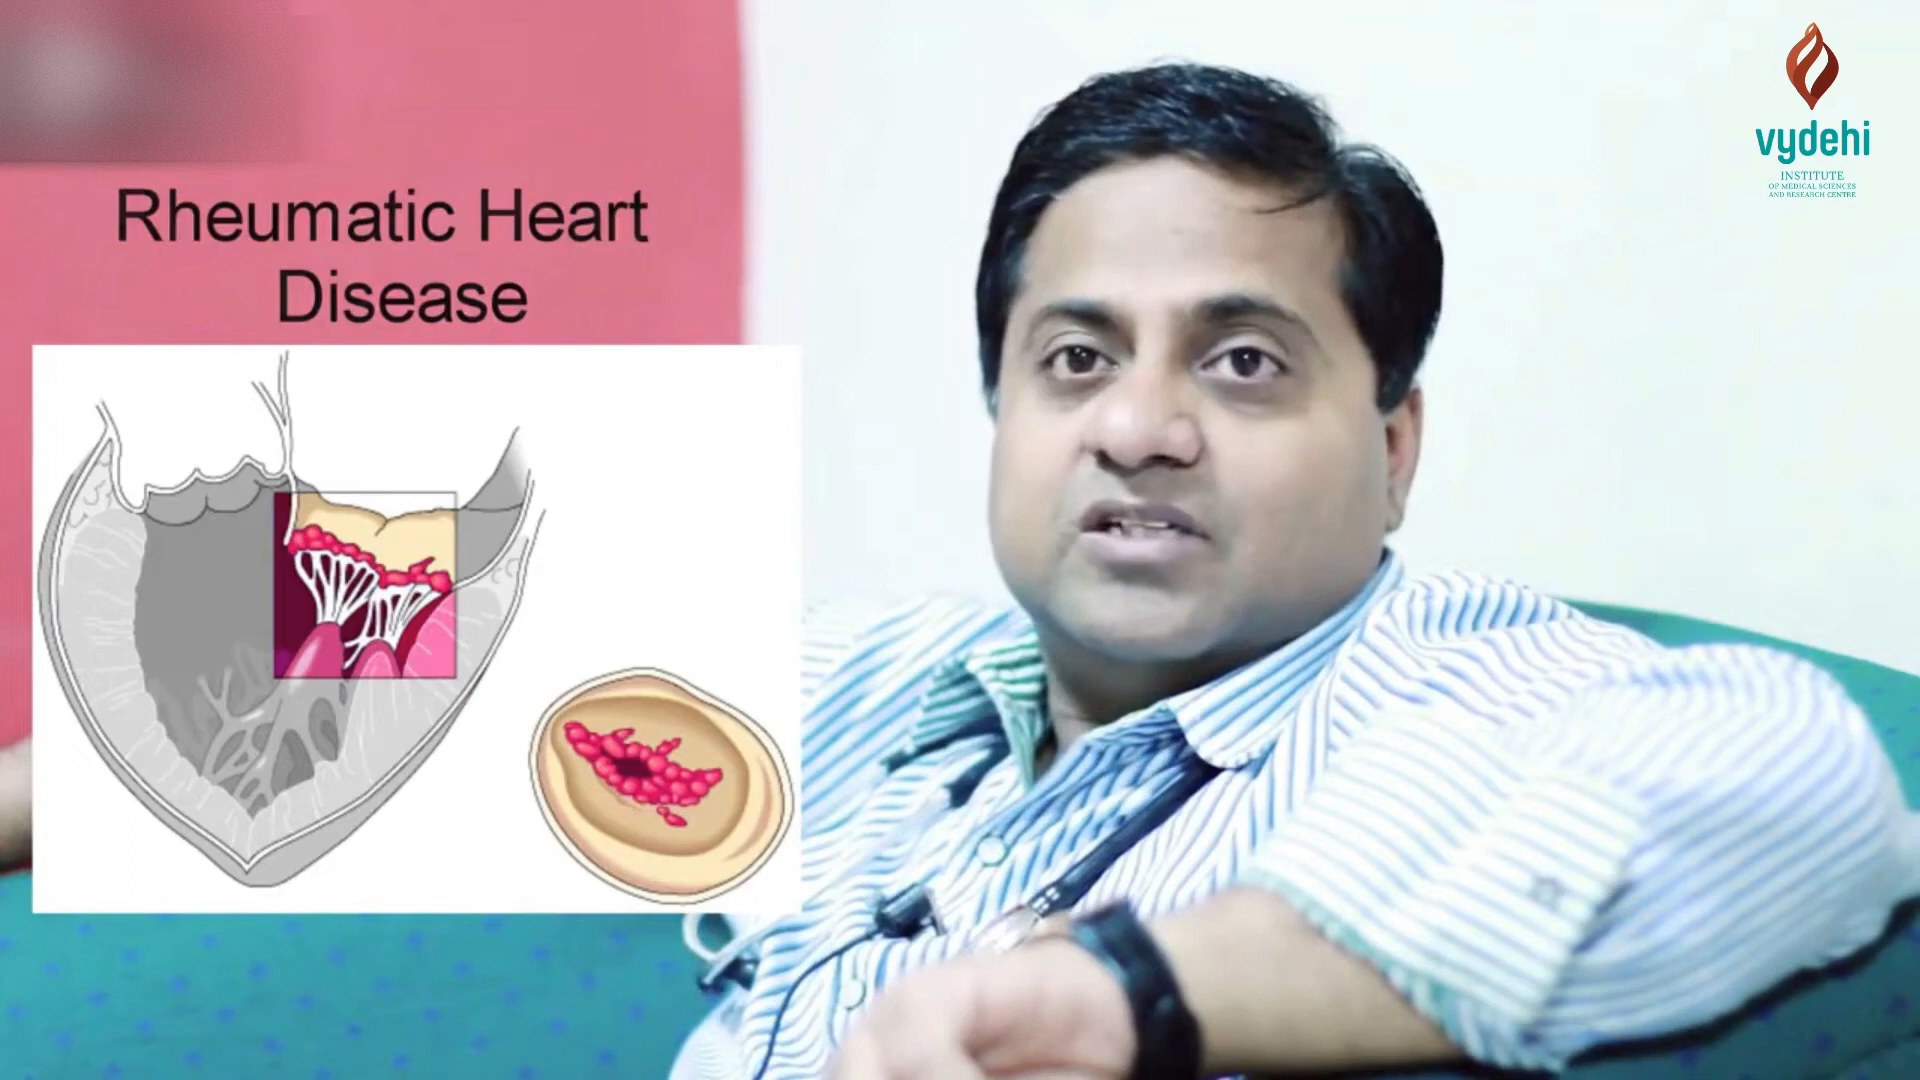 Rheumatic Heart
Disease
vydehi
INSTITUTE
OF MEDICAL SCIENCES
AND RESEARCH CENTRE